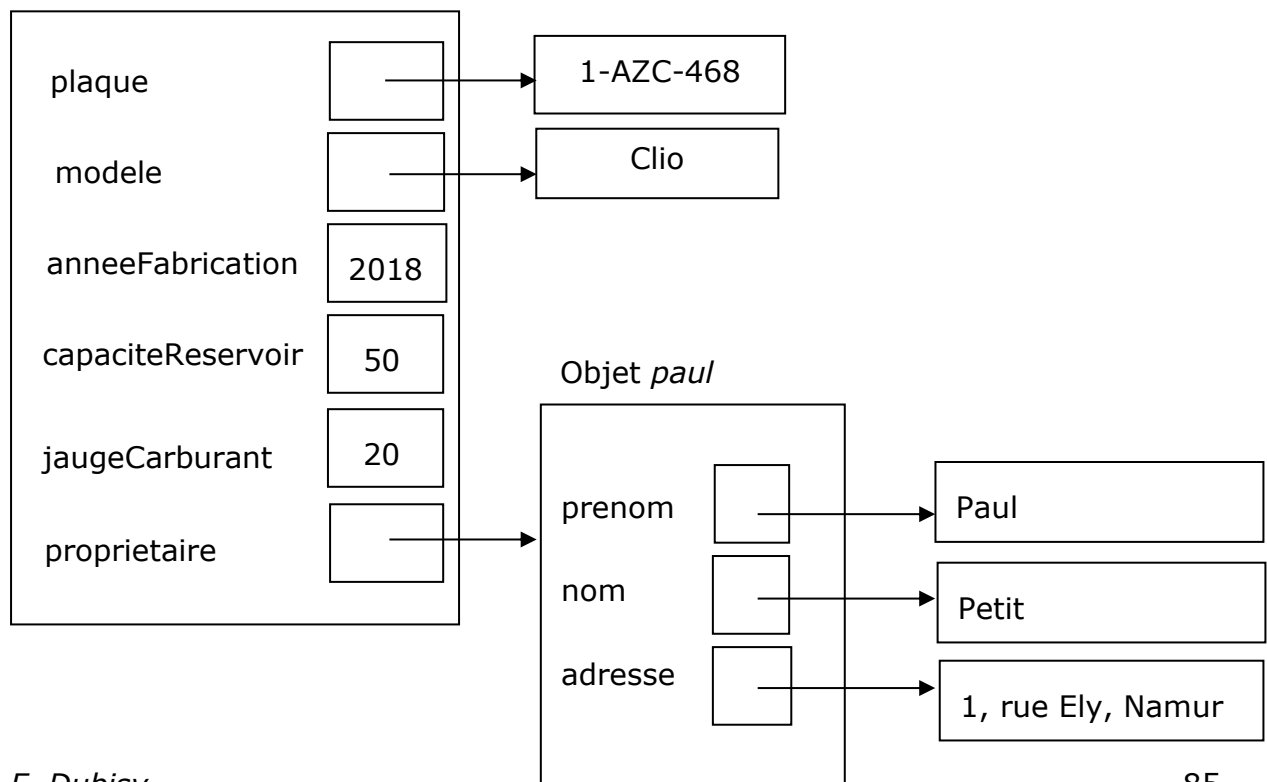 plaque
1-AZC-468
modele
Clio
anneeFabrication
2018
capaciteReservoir
50
jaugeCarburant
20
proprietaire
Objet paul
prenom
Paul
nom
Petit
adresse
1, rue Ely, Namur